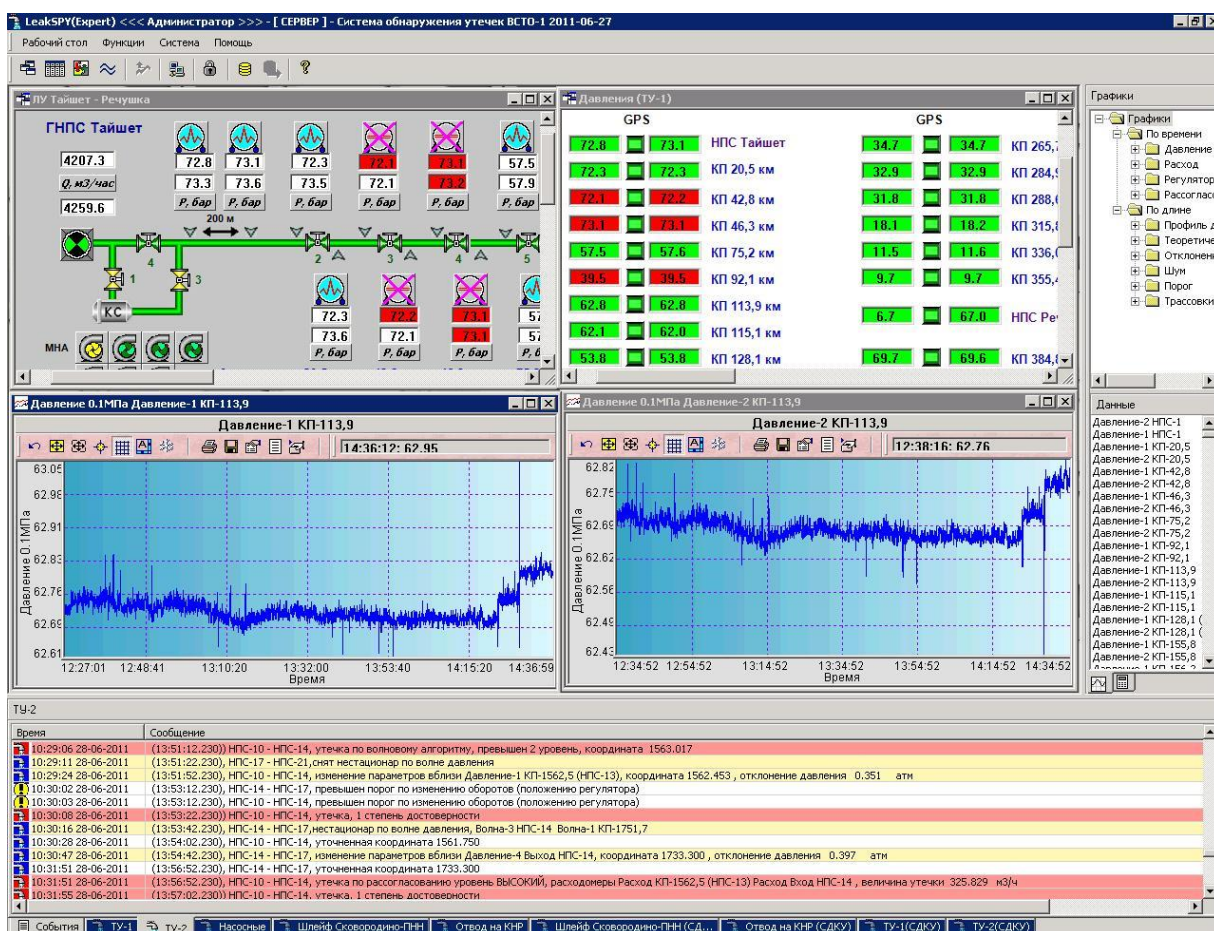 LeakSPY(Expert) <<< Администратор >>> - [ СЕРВЕР ] - Система обнаружения утечек ВСТО-1 2011-06-27
Рабочий стол Функции Система Помощь
ЛУ Тайшет - Речушка
ГНПС Тайшет
4207.3
Q, м3/час
4259.6
72.8 73.1 72.3 72.1 73.1 57.5
73.3 73.6 73.5 72.1 73.2 57.9
P, бар P, бар P, бар P, бар P, бар P, бар
200 м
4 2 3 4 5
1 3
КС
72.3 72.2 73.1
73.6 72.1 73.1
P, бар P, бар P, бар
МНА
Давления (ТУ-1)
GPS GPS
72.8 73.1 НПС Тайшет 34.7 34.7 КП 265,
72.3 72.3 КП 20,5 км 32.9 32.9 КП 284,
72.1 72.2 КП 42,8 км 31.8 31.8 КП 288,
73.1 73.1 КП 46,3 км 18.1 18.2 КП 315,
57.5 57.6 КП 75,2 км 11.5 11.6 КП 336,
39.5 39.5 КП 92,1 км 9.7 9.7 КП 355,
62.8 62.8 КП 113,9 км
6.7 67.0 НПС Ре
62.1 62.0 КП 115,1 км
53.8 53.8 КП 128,1 км 69.7 69.6 КП 384,
Графики
Графики
По времени
Давление
Расход
Регулятор
Рассоглас
По длине
Профиль д
Теоретиче
Отклонени
Шум
Порог
Трассовки
Давление 0.1МПа Давление-1 КП-113,9
Давление-1 КП-113,9
14:36:12: 62.95
63.05
62.98
62.91
62.83
62.76
62.69
62.61
Давление 0.1МПа
12:27:01 12:48:41 13:10:20 13:32:00 13:53:40 14:15:20 14:36:59
Время
Давление 0.1МПа Давление-2 КП-113,9
Давление-2 КП-113,9
12:38:16: 62.76
62.82
62.75
62.69
62.62
62.56
62.49
62.43
Давление 0.1МПа
12:34:52 12:54:52 13:14:52 13:34:52 13:54:52 14:14:52 14:34:52
Время
Данные
Давление-2 НПС-1
Давление-1 НПС-1
Давление-1 КП-20,5
Давление-2 КП-20,5
Давление-1 КП-42,8
Давление-2 КП-42,8
Давление-1 КП-46,3
Давление-2 КП-46,3
Давление-1 КП-75,2
Давление-2 КП-75,2
Давление-1 КП-92,1
Давление-2 КП-92,1
Давление-1 КП-113,9
Давление-2 КП-113,9
Давление-1 КП-115,1
Давление-2 КП-115,1
Давление-1 КП-128,1 (
Давление-2 КП-128,1 (
Давление-1 КП-155,8
Давление-2 КП-155,8
ТУ-2
Время Сообщение
10:29:06 28-06-2011 (13:51:12.230)) НПС-10 - НПС-14, утечка по волновому алгоритму, превышен 2 уровень, координата 1563.017
10:29:11 28-06-2011 (13:51:22.230), НПС-17 - НПС-21,снят нестационар по волне давления
10:29:24 28-06-2011 (13:51:52.230), НПС-10 - НПС-14, изменение параметров вблизи Давление-1 КП-1562,5 (НПС-13), координата 1562.453 , отклонение давления 0.351 атм
10:30:02 28-06-2011 (13:53:12.230), НПС-14 - НПС-17, превышен порог по изменению оборотов (положению регулятора)
10:30:03 28-06-2011 (13:53:12.230), НПС-10 - НПС-14, превышен порог по изменению оборотов (положению регулятора)
10:30:08 28-06-2011 (13:53:22.230)) НПС-10 - НПС-14, утечка, 1 степень достоверности
10:30:16 28-06-2011 (13:53:42.230), НПС-14 - НПС-17,нестационар по волне давления, Волна-3 НПС-14 Волна-1 КП-1751,7
10:30:28 28-06-2011 (13:54:02.230), НПС-10 - НПС-14, уточненная координата 1561.750
10:30:47 28-06-2011 (13:54:42.230), НПС-14 - НПС-17, изменение параметров вблизи Давление-4 Выход НПС-14, координата 1733.300 , отклонение давления 0.397 атм
10:31:51 28-06-2011 (13:56:52.230), НПС-14 - НПС-17, уточненная координата 1733.300
10:31:51 28-06-2011 (13:56:52.230), НПС-10 - НПС-14, утечка по рассогласованию уровень ВЫСОКИЙ, расходомеры Расход КП-1562,5 (НПС-13) Расход Вход НПС-14 , величина утечки 325.829 м3/ч
10:31:55 28-06-2011 (13:57:02.230)) НПС-10 - НПС-14, утечка, 1 степень достоверности
События ТУ-1 ТУ-2 Насосные Шлейф Сковородино-ПНН Отвод на КНР Шлейф Сковородино-ПНН (СД... Отвод на КНР (СДКУ) ТУ-1(СДКУ) ТУ-2(СДКУ)